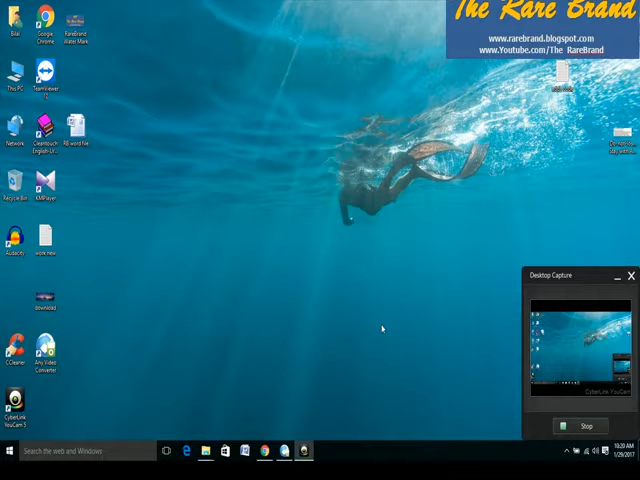 The Rare Brand
www.rarebrand.blogspot.com
www.Youtube.com/The RareBrand
Bilal
Google
Chrome
RareBrand
Water Mark
This PC
TeamViewer
12
Network
Cleantouch
English-Ur...
RB word file
Recycle Bin
KMPlayer
Audacity
work new
download
CCleaner
Any Video
Converter
CyberLink
YouCam 5
Desktop Capture
CyberLink YouCam
Stop
Search the web and Windows
10:20 AM
1/29/2017